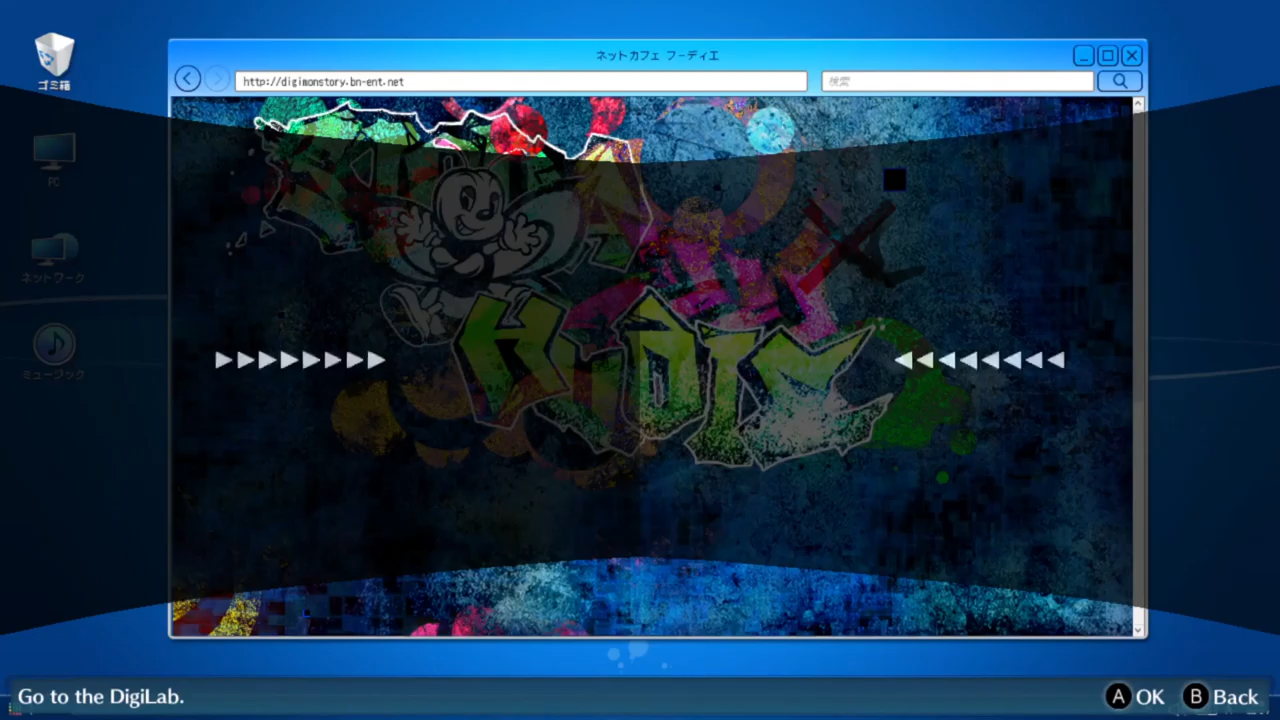 ゴミ箱
ネットカフェ フーディエ
http://digimonstory.bn-ent.net
検索
PC
ネットワーク
ミュージック
HUDIE
Go to the DigiLab.
A OK B Back